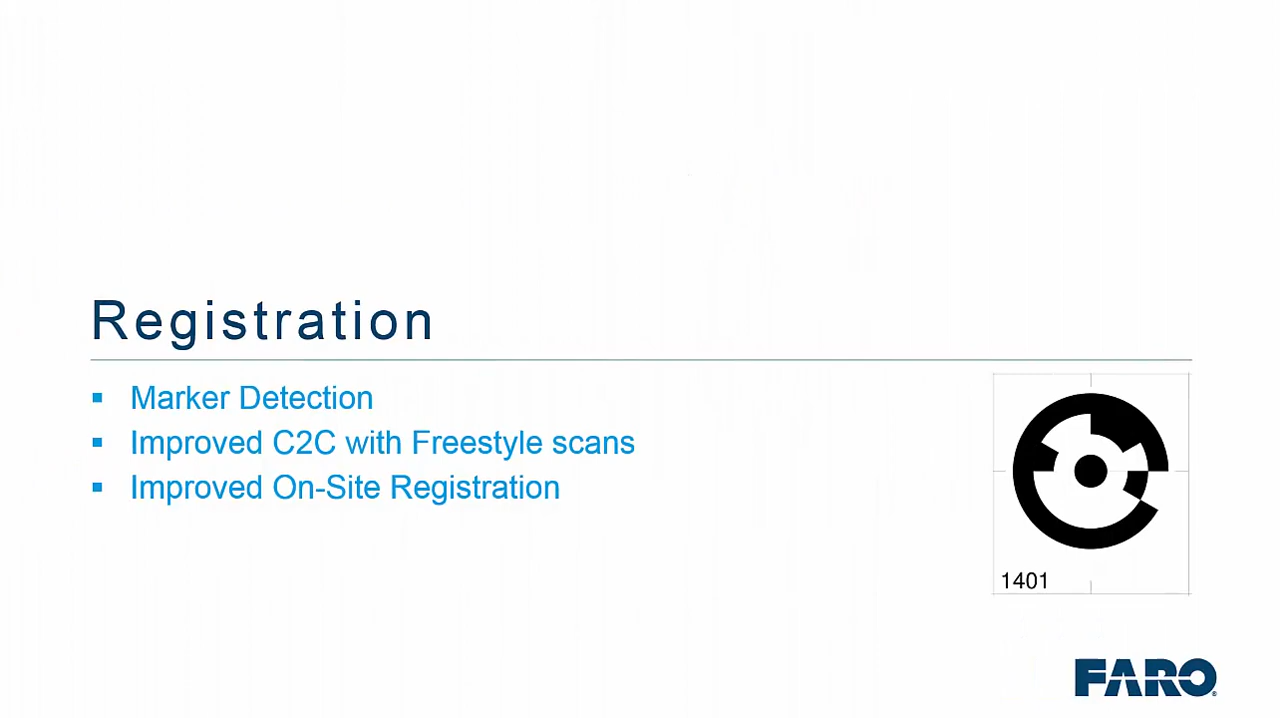 Registration
Marker Detection
Improved C2C with Freestyle scans
Improved On-Site Registration
1401
FARO